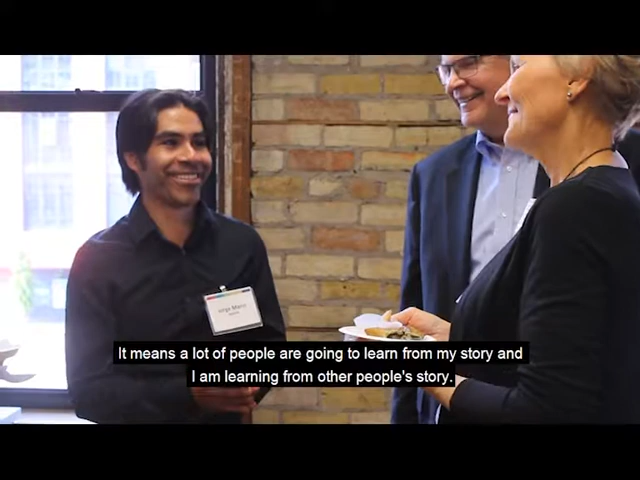 It means a lot of people are going to learn from my story and
I am learning from other people's story.